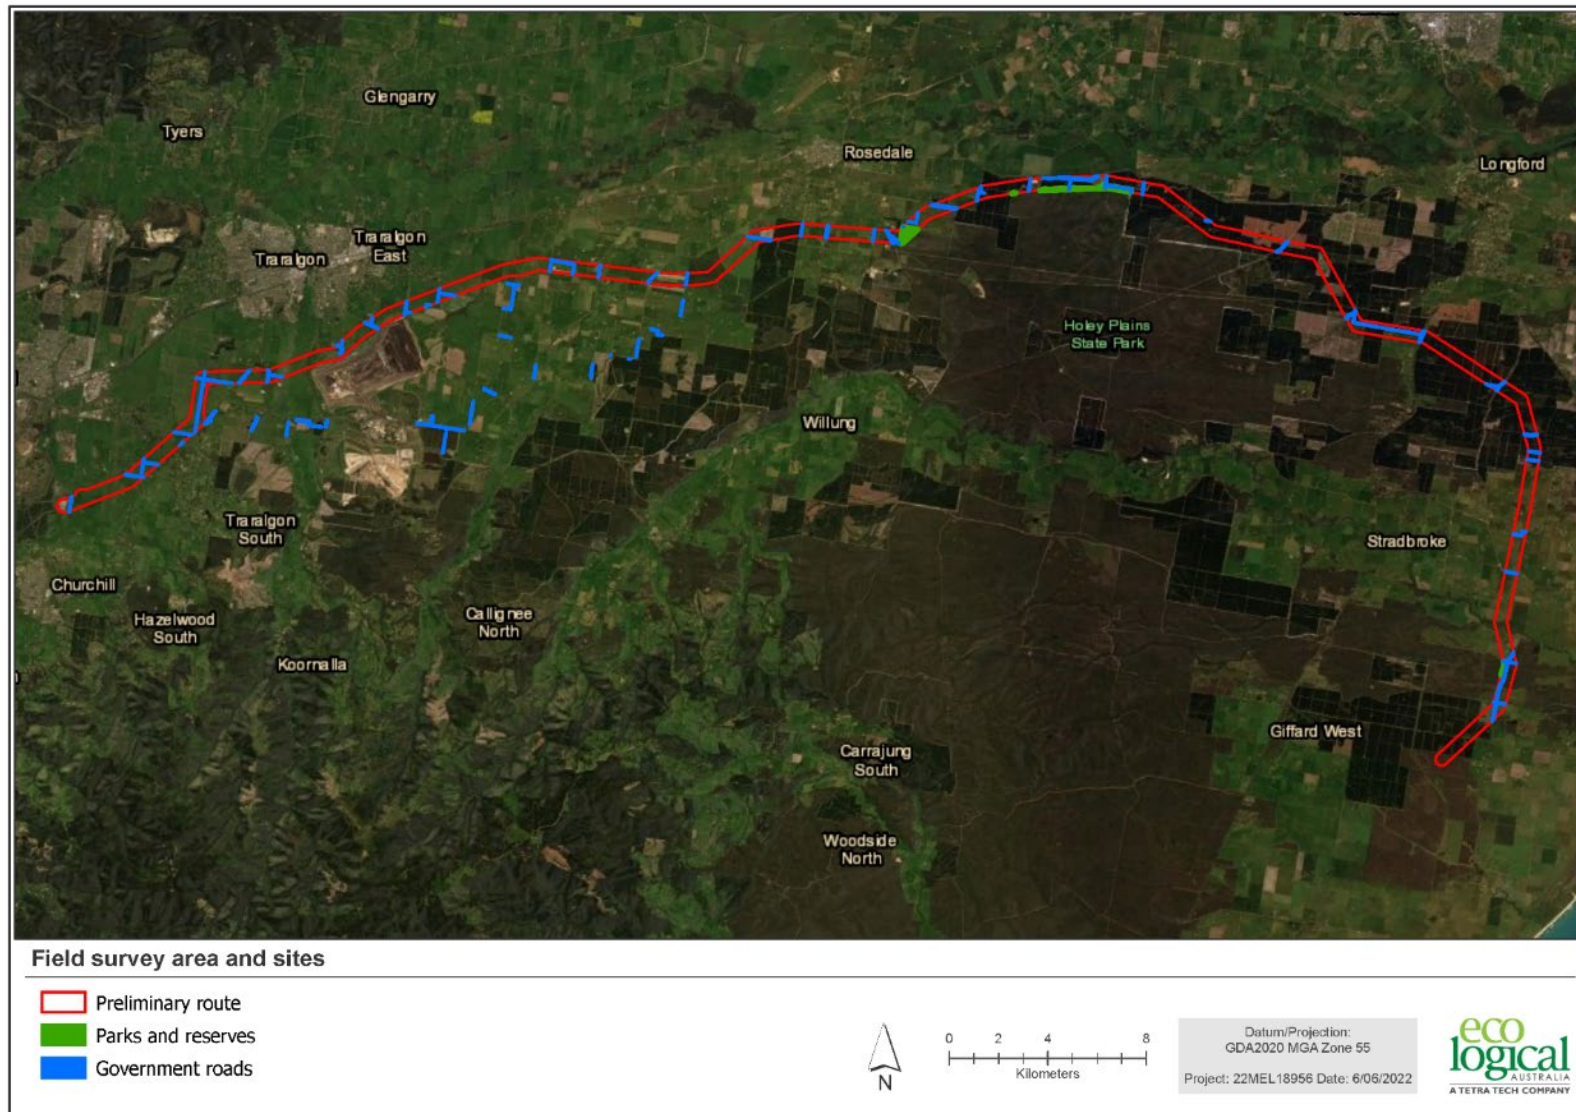 Glengarry
Tyers
Rosedale
Longford
Traralgon
East
Traralgon
Holey Plains
State Park
Willung
Traralgon
South
Stradbroke
Churchill
Hazelwood
South
Callignee
North
Koornalla
Giffard West
Carrajung
South
Woodside
North
Field survey area and sites
Preliminary route
Parks and reserves
Government roads
N
0 2 4 8
Kilometers
Datum/Projection:
GDA2020 MGA Zone 55
Project: 22MEL18956 Date: 6/06/2022
eco
logical
AUSTRALIA
A TETRA TECH COMPANY